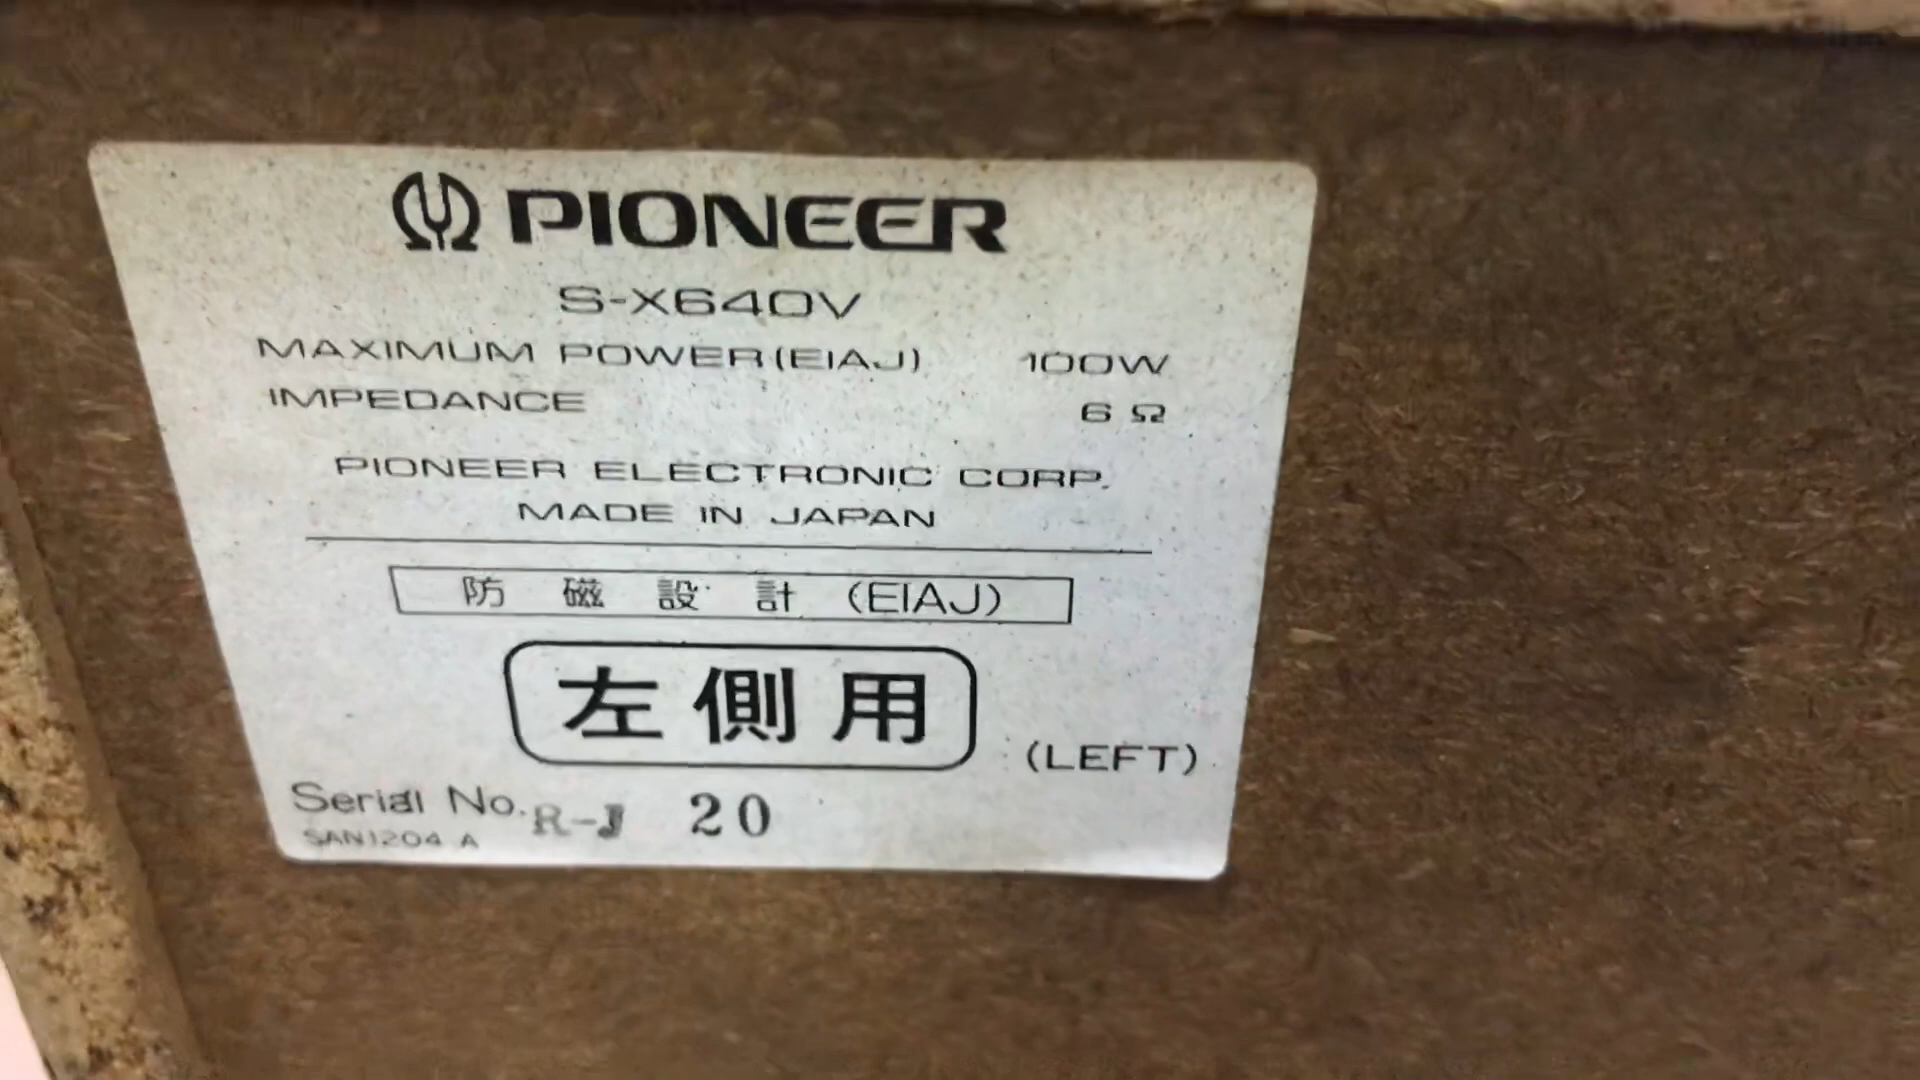 PIONEER
S-X640V
MAXIMUM POWER(EIAJ) 100W
IMPEDANCE 6 Ω
PIONEER ELECTRONIC CORP.
MADE IN JAPAN
防磁設計 (EIAJ)
左側用
(LEFT)
Serial No. R-J 20
SAN1204 A